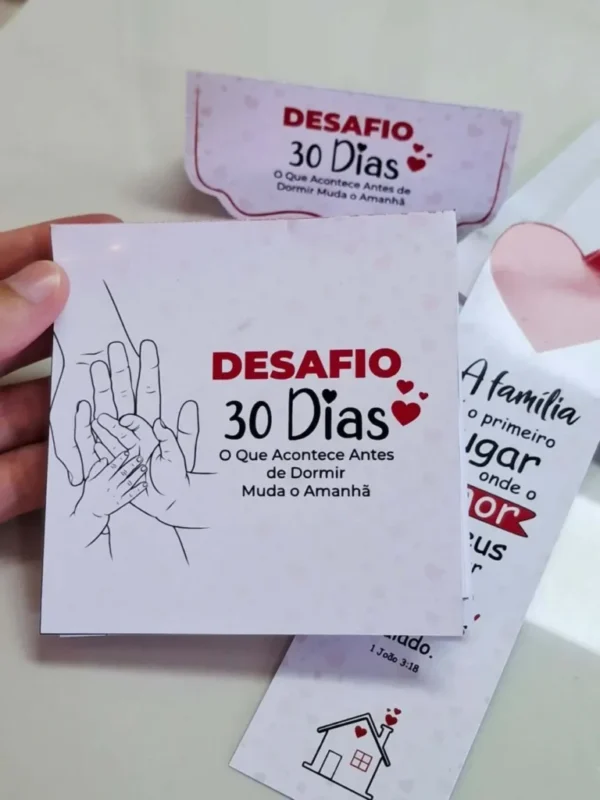 DESAFIO
30 Dias
O Que Acontece Antes de
Dormir Muda o Amanhã
DESAFIO
30 Dias
O Que Acontece Antes
de Dormir
Muda o Amanhã
A família
o primeiro
onde o
1 João 3:18